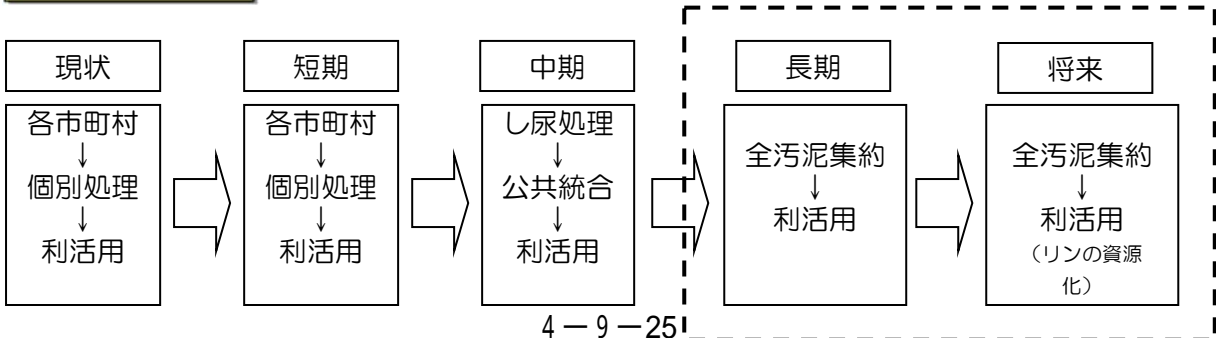 現状
各市町村
↓
個別処理
↓
利活用
短期
各市町村
↓
個別処理
↓
利活用
中期
し尿処理
↓
公共統合
↓
利活用
長期
全汚泥集約
↓
利活用
将来
全汚泥集約
↓
利活用
（リンの資源
化）
４－９－25